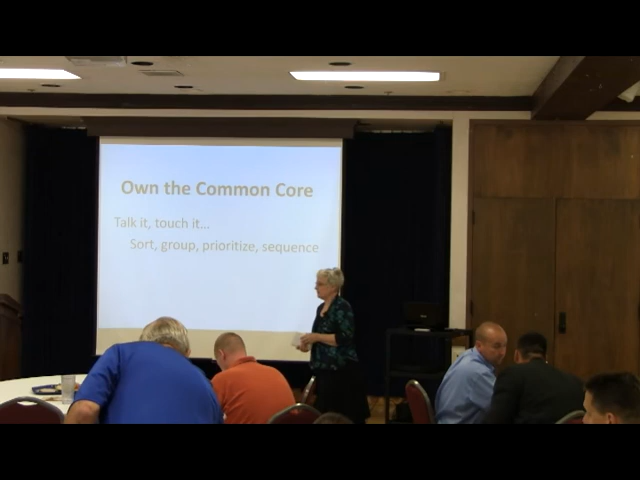 Own the Common Core
Talk it, touch it...
Sort, group, prioritize, sequence